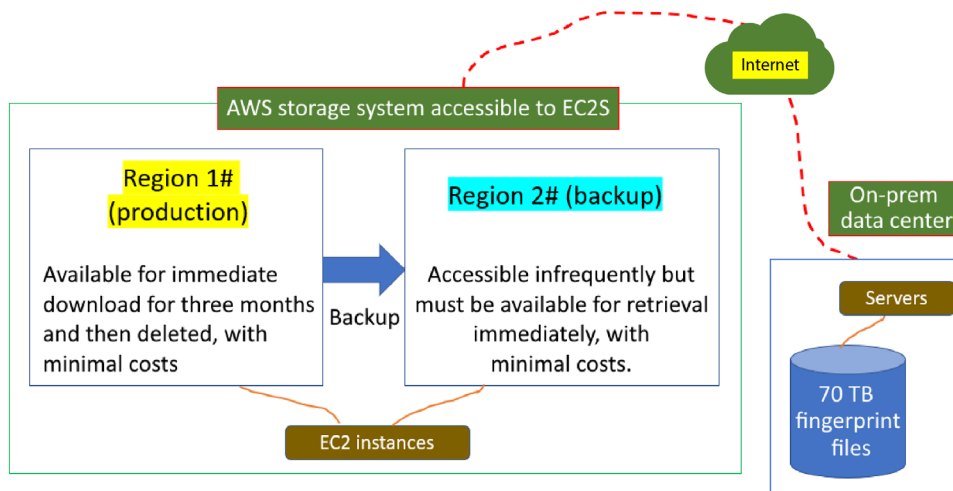 Internet
AWS storage system accessible to EC2S
Region 1#
(production)
Available for immediate
download for three months
and then deleted, with
minimal costs
Backup
Region 2# (backup)
Accessible infrequently but
must be available for retrieval
immediately, with
minimal costs.
EC2 instances
On-prem
data center
Servers
70 TB
fingerprint
files